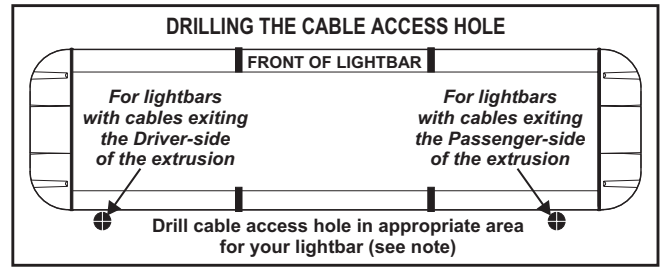 DRILLING THE CABLE ACCESS HOLE
FRONT OF LIGHTBAR
For lightbars
with cables exiting
the Driver-side
of the extrusion
For lightbars
with cables exiting
the Passenger-side
of the extrusion
Drill cable access hole in appropriate area
for your lightbar (see note)